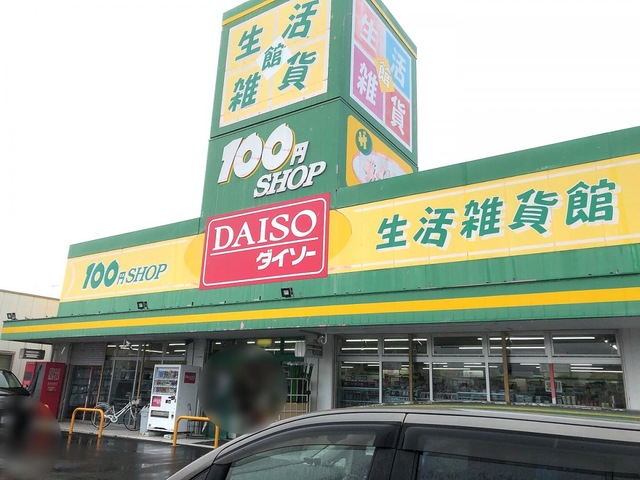 生活
館
雑貨
生活
館
雑貨
100円
SHOP
DAISO
ダイソー
100円SHOP
生活雑貨館